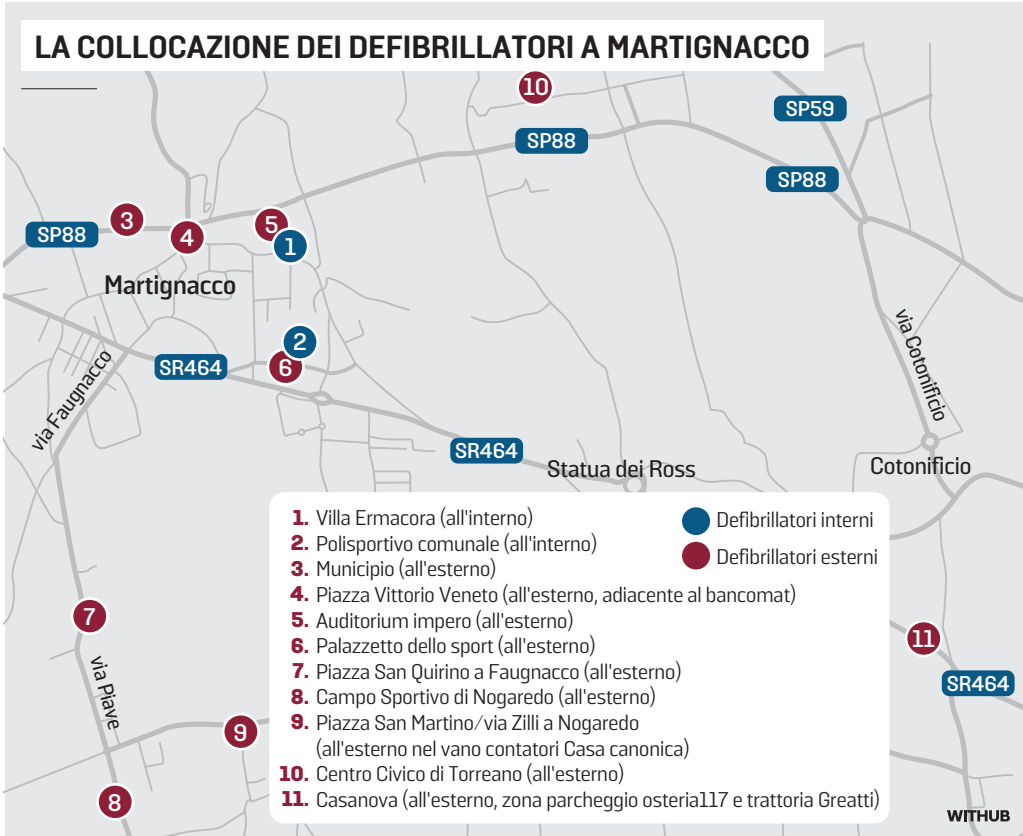 LA COLLOCAZIONE DEI DEFIBRILLATORI A MARTIGNACCO
10
SP59
SP88
SP88
3
5
SP88
4
1
Martignacco
2
via Cotonificio
SR464
6
via Faugnacco
SR464
Statua dei Ross
Cotonificio
1. Villa Ermacora (all'interno)
2. Polisportivo comunale (all'interno)
3. Municipio (all'esterno)
4. Piazza Vittorio Veneto (all'esterno, adiacente al bancomat)
5. Auditorium impero (all'esterno)
6. Palazzetto dello sport (all'esterno)
7. Piazza San Quirino a Faugnacco (all'esterno)
8. Campo Sportivo di Nogaredo (all'esterno)
9. Piazza San Martino/via Zilli a Nogaredo
(all'esterno nel vano contatori Casa canonica)
10. Centro Civico di Torreano (all'esterno)
11. Casanova (all'esterno, zona parcheggio osteria117 e trattoria Greatti)
Defibrillatori interni
Defibrillatori esterni
7
11
via Piave
SR464
9
8
WITHUB